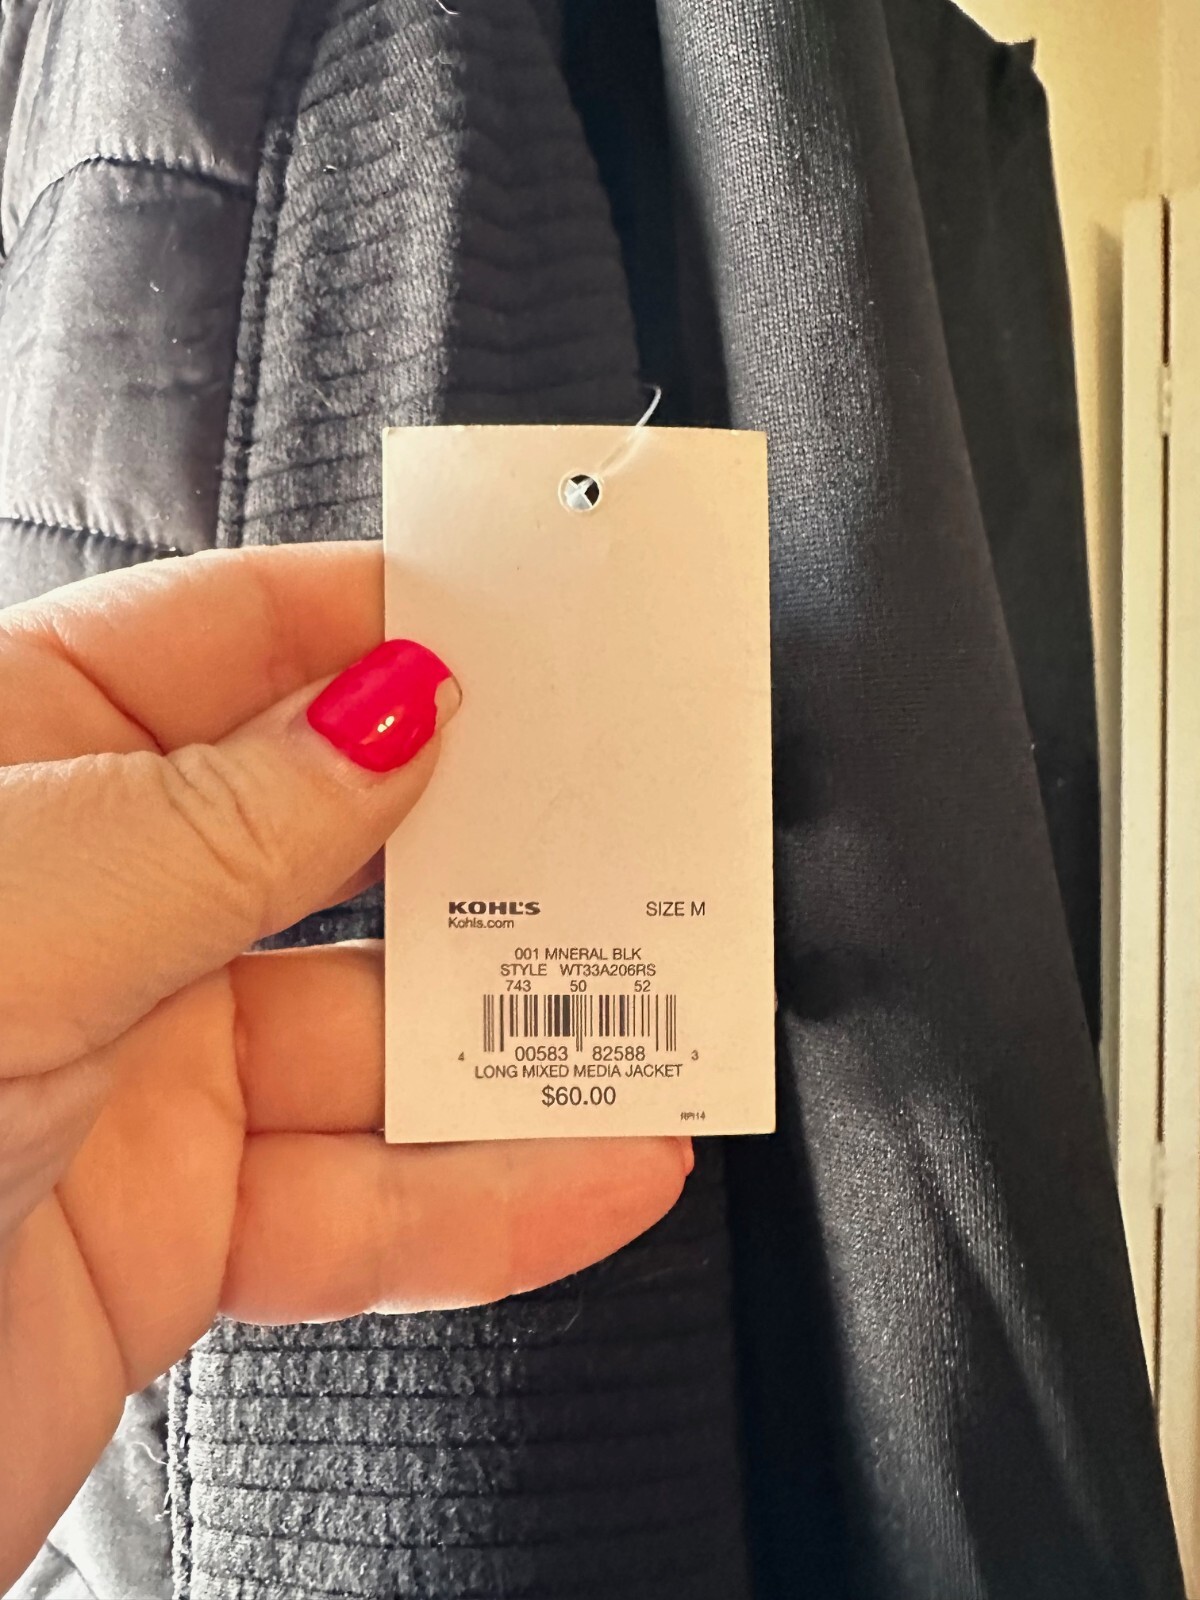 KOHL'S SIZE M
Kohls.com
001 MNERAL BLK
STYLE WT33A206RS
743 50 52
4 00583 82588 3
LONG MIXED MEDIA JACKET
$60.00
RPI14